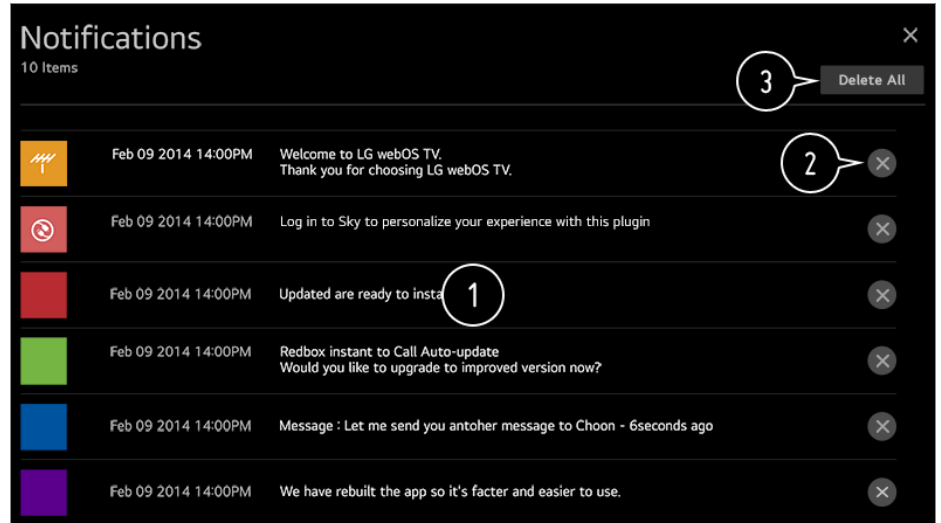 Notifications
10 Items
Delete All
3
Feb 09 2014 14:00PM
Welcome to LG webOS TV.
Thank you for choosing LG webOS TV.
2
Feb 09 2014 14:00PM
Log in to Sky to personalize your experience with this plugin
Feb 09 2014 14:00PM
Updated are ready to insta
1
Feb 09 2014 14:00PM
Redbox instant to Call Auto-update
Would you like to upgrade to improved version now?
Feb 09 2014 14:00PM
Message : Let me send you antoher message to Choon - 6seconds ago
Feb 09 2014 14:00PM
We have rebuilt the app so it's facter and easier to use.